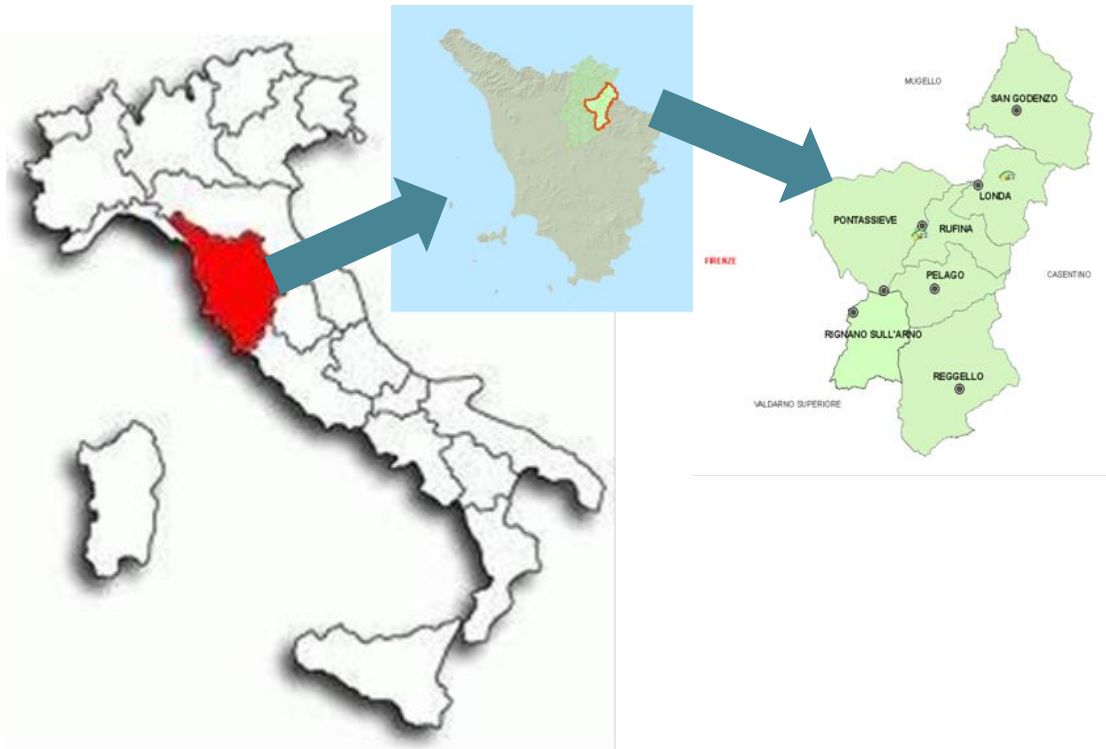 MUGELLO
SAN GODENZO
LONDA
PONTASSIEVE
RUFINA
FIRENZE
PELAGO
CASENTINO
RIGNANO SULL'ARNO
REGGELLO
VALDARNO SUPERIORE